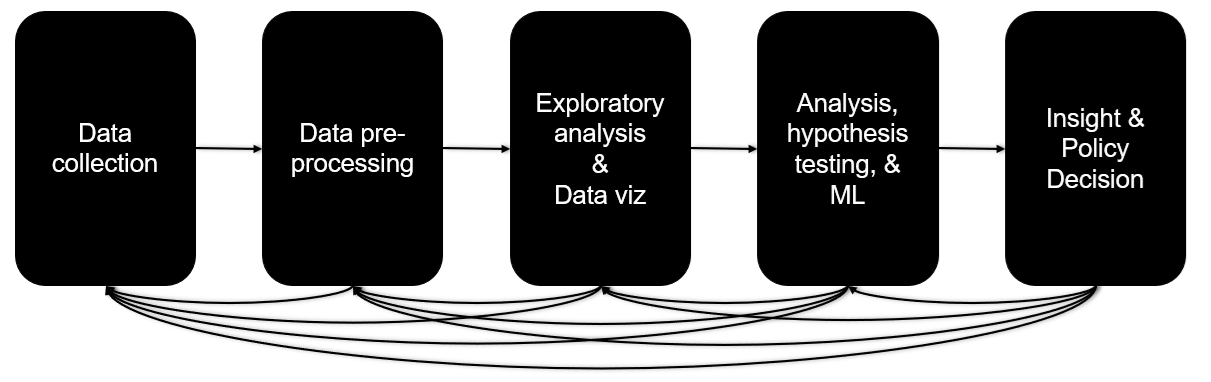 Data
collection
Data pre-
processing
Exploratory
analysis
&
Data viz
Analysis,
hypothesis
testing, &
ML
Insight &
Policy
Decision